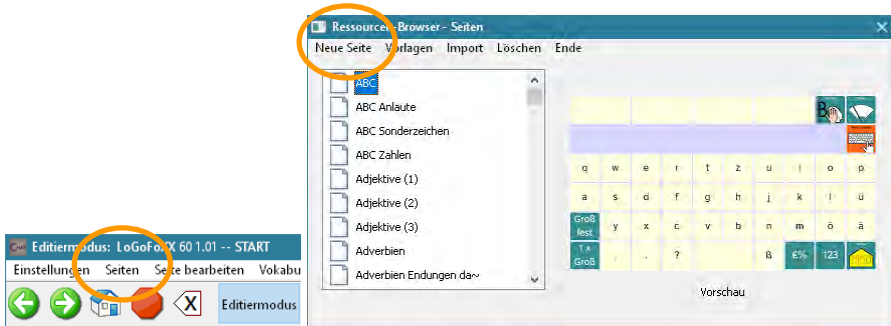 Ressourcen-Browser - Seiten
Neue Seite Vorlagen Import Löschen Ende
ABC
ABC Anlaute
ABC Sonderzeichen
ABC Zahlen
Adjektive (1)
Adjektive (2)
Adjektive (3)
Adverbien
Adverbien Endungen da~
B
q w e r t z u i o p
a s d f g h j k l ü
Groß fest y x c v b n m ö ä
1 x Groß , . ? ß €% 123
Vorschau
Editiermodus: LoGoFoXX 60 1.01 -- START
Einstellungen Seiten Seite bearbeiten Vokabu
X Editiermodus